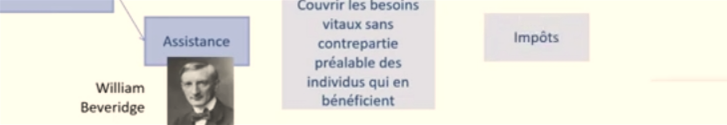 Couvrir les besoins
vitaux sans
contrepartie
préalable des
individus qui en
bénéficient
Assistance
Impôts
William
Beveridge